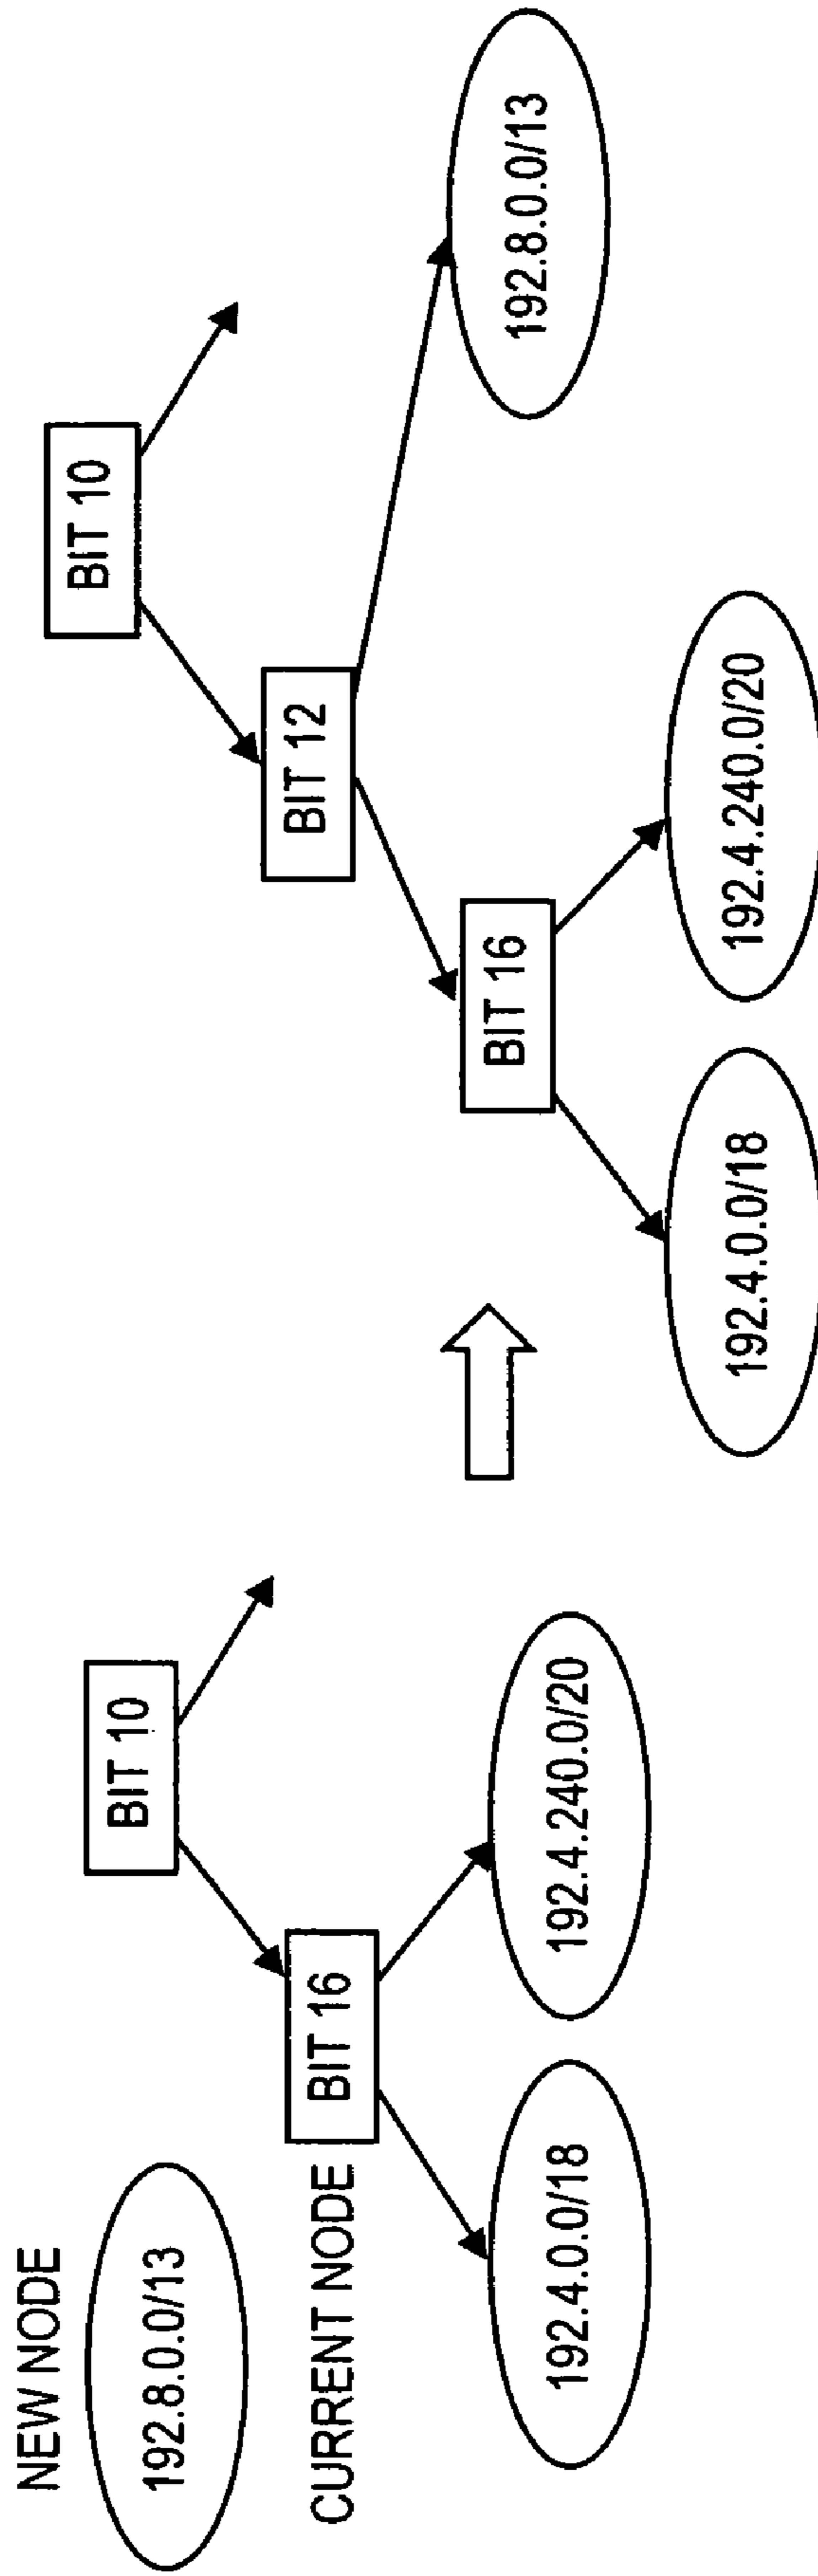 NEW NODE
192.8.0.0/13
CURRENT NODE
BIT 10
BIT 16
192.4.0.0/18
192.4.240.0/20
BIT 10
BIT 12
BIT 16
192.8.0.0/13
192.4.0.0/18
192.4.240.0/20